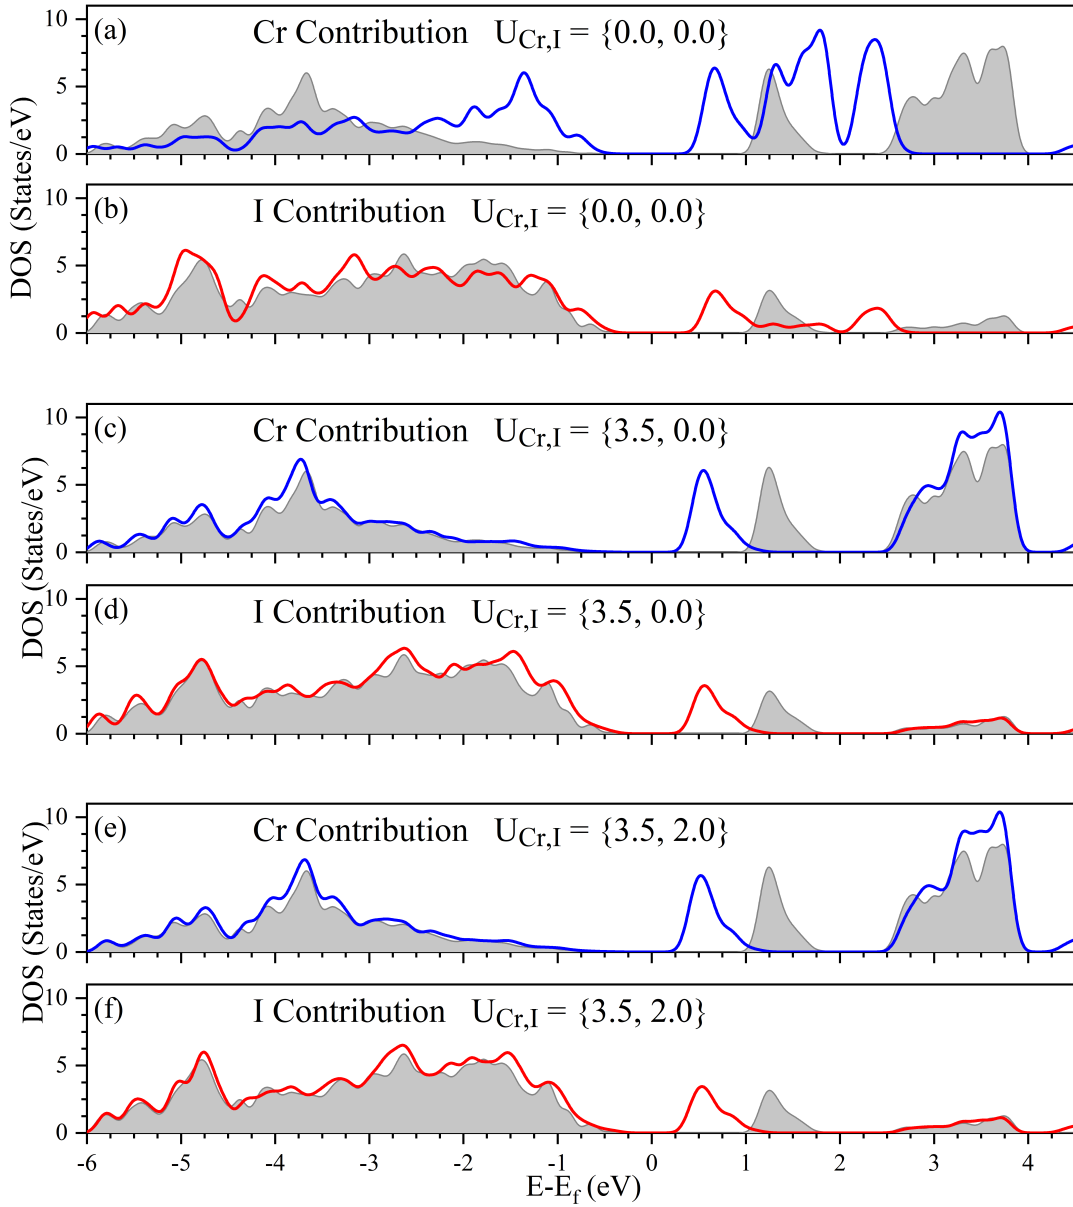 (a) Cr Contribution U_Cr,I = {0.0, 0.0}
10
5
0
(b) I Contribution U_Cr,I = {0.0, 0.0}
10
5
0
DOS (States/eV)
(c) Cr Contribution U_Cr,I = {3.5, 0.0}
10
5
0
(d) I Contribution U_Cr,I = {3.5, 0.0}
10
5
0
DOS (States/eV)
(e) Cr Contribution U_Cr,I = {3.5, 2.0}
10
5
0
(f) I Contribution U_Cr,I = {3.5, 2.0}
10
5
0
DOS (States/eV)
-6 -5 -4 -3 -2 -1 0 1 2 3 4
E-E_f (eV)